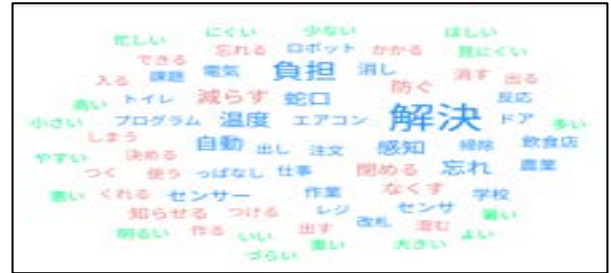 忙しい にくい 少ない ほしい
できる 忘れる ロボット かかる 見にくい
入る 課題 電気 負担 消し 防ぐ 消す 出る
高い トイレ 減らす 蛇口 解決 反応
小さい プログラム 温度 エアコン ドア 多い
しまう 自動 出し 注文 感知 掃除 飲食店
やすい 決める 閉める 忘れ 農業
つく 使う っぱなし 仕事 なくす
悪い くれる センサー 作業 センサ 学校
知らせる つける レジ 改札 混む 暑い
明るい 作る いい 出す 重い 大きい よい
づらい